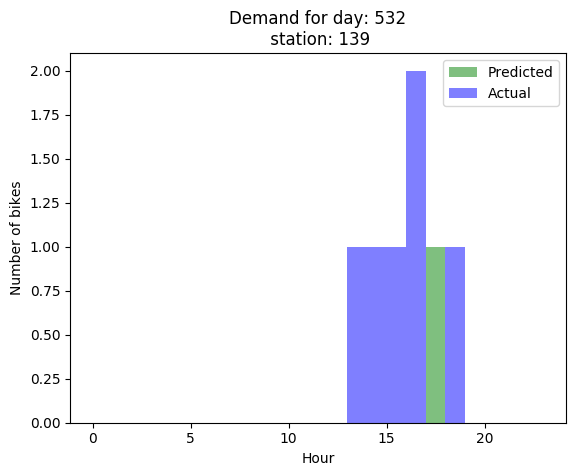 Demand for day: 532
station: 139
Predicted
Actual
2.00
1.75
1.50
1.25
1.00
0.75
0.50
0.25
0.00
Number of bikes
0 5 10 15 20
Hour